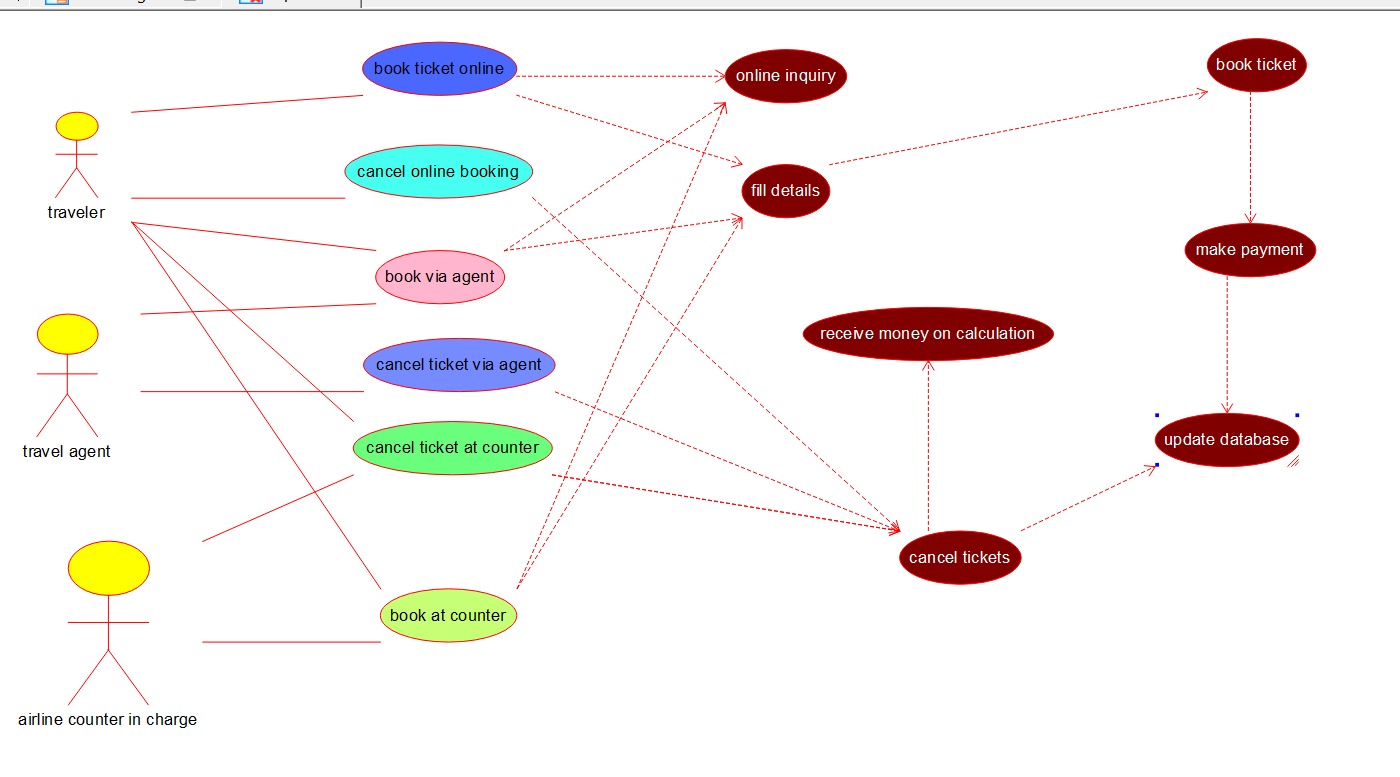 book ticket online
online inquiry
book ticket
cancel online booking
fill details
traveler
book via agent
make payment
receive money on calculation
cancel ticket via agent
update database
travel agent
cancel ticket at counter
cancel tickets
book at counter
airline counter in charge